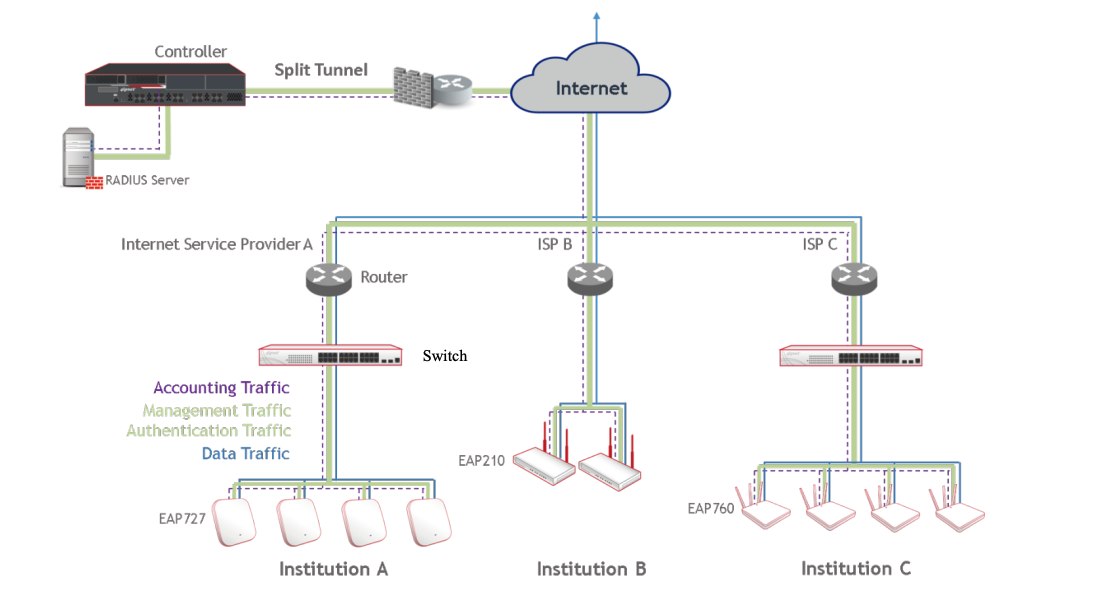 Controller
Split Tunnel
Internet
RADIUS Server
Internet Service Provider A
ISP B
ISP C
Router
Switch
Accounting Traffic
Management Traffic
Authentication Traffic
Data Traffic
EAP210
EAP727
EAP760
Institution A
Institution B
Institution C